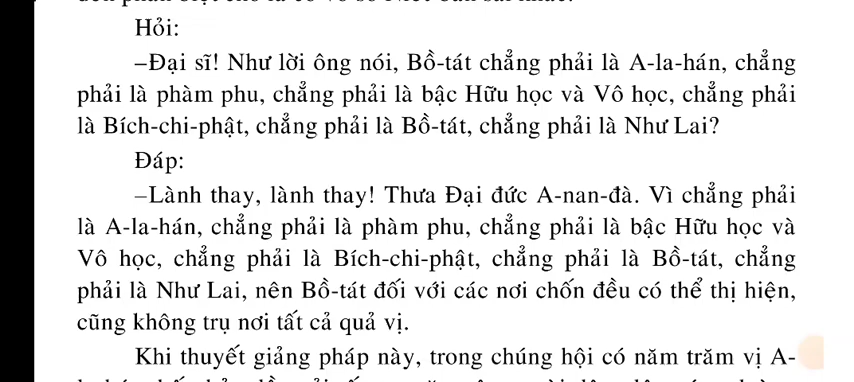 Hỏi:
–Đại sĩ! Như lời ông nói, Bồ-tát chẳng phải là A-la-hán, chẳng
phải là phàm phu, chẳng phải là bậc Hữu học và Vô học, chẳng phải
là Bích-chi-phật, chẳng phải là Bồ-tát, chẳng phải là Như Lai?
Đáp:
–Lành thay, lành thay! Thưa Đại đức A-nan-đà. Vì chẳng phải
là A-la-hán, chẳng phải là phàm phu, chẳng phải là bậc Hữu học và
Vô học, chẳng phải là Bích-chi-phật, chẳng phải là Bồ-tát, chẳng
phải là Như Lai, nên Bồ-tát đối với các nơi chốn đều có thể thị hiện,
cũng không trụ nơi tất cả quả vị.
Khi thuyết giảng pháp này, trong chúng hội có năm trăm vị A-